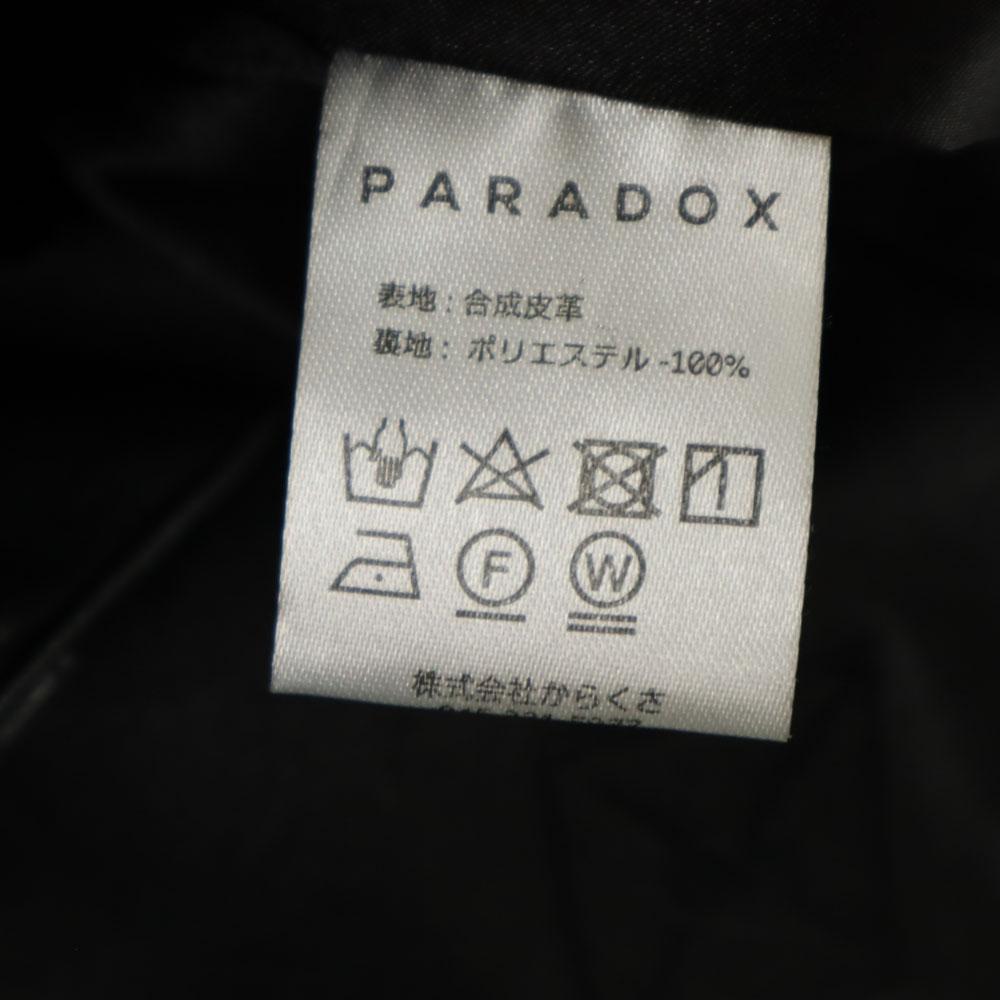 PARADOX
表地 : 合成皮革
裏地 : ポリエステル -100%
F W
株式会社からくさ